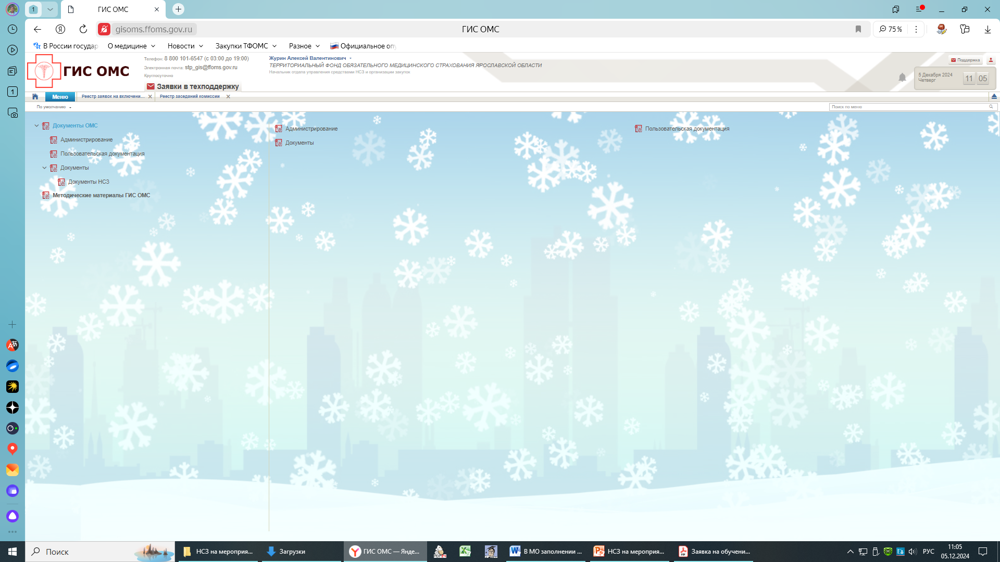 1
ГИС ОМС
gisoms.ffoms.gov.ru
ГИС ОМС
75 %
В России государ
О медицине
Новости
Закупки ТФОМС
Разное
Официальное оп
ГИС ОМС
Телефон: 8 800 101-6547 (с 03:00 до 19:00)
Электронная почта: stp_gis@ffoms.gov.ru
Круглосуточно
Заявки в техподдержку
Журин Алексей Валентинович
ТЕРРИТОРИАЛЬНЫЙ ФОНД ОБЯЗАТЕЛЬНОГО МЕДИЦИНСКОГО СТРАХОВАНИЯ ЯРОСЛАВСКОЙ ОБЛАСТИ
Начальник отдела управления средствами НСЗ и организации закупок
Поддержка
5 Декабря 2024
Четверг
11 05
Меню
Реестр заявок на включени...
Реестр заседаний комиссии
По умолчанию
Поиск по меню
Документы ОМС
Администрирование
Пользовательская документация
Документы
Документы НСЗ
Методические материалы ГИС ОМС
Администрирование
Документы
Пользовательская документация
1
Поиск
НСЗ на мероприя...
Загрузки
ГИС ОМС — Янде...
В МО заполнении ...
НСЗ на мероприя...
Заявка на обучени...
РУС
11:05
05.12.2024